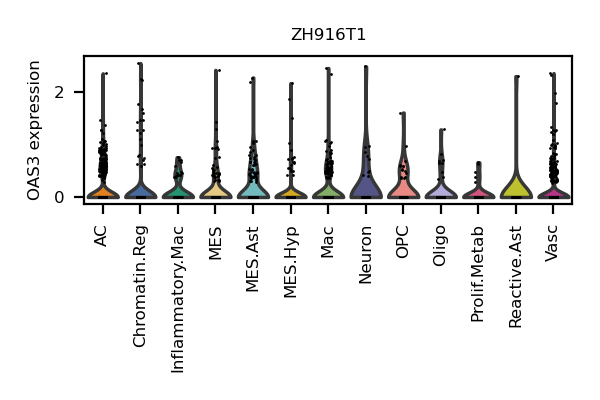 ZH916T1
OAS3 expression
2
0
AC
Chromatin.Reg
Inflammatory.Mac
MES
MES.Ast
MES.Hyp
Mac
Neuron
OPC
Oligo
Prolif.Metab
Reactive.Ast
Vasc